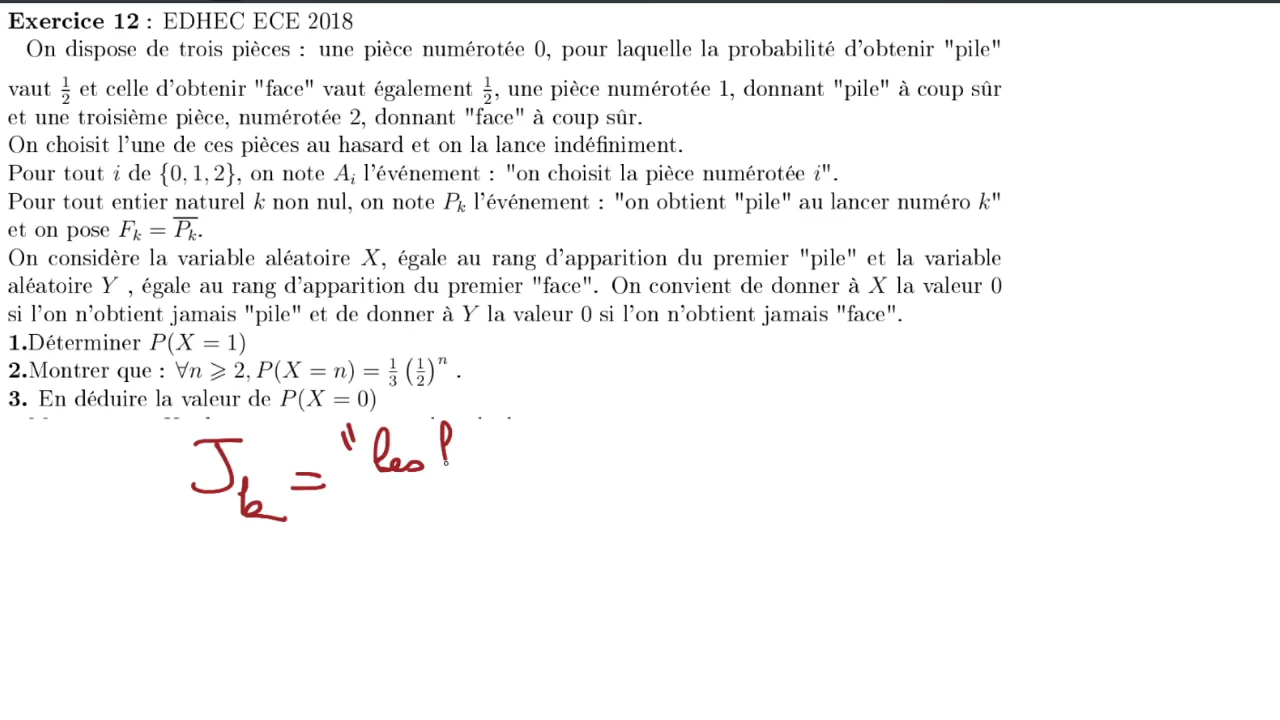 Exercice 12 : EDHEC ECE 2018
On dispose de trois pièces : une pièce numérotée 0, pour laquelle la probabilité d'obtenir "pile"
vaut 1/2 et celle d'obtenir "face" vaut également 1/2, une pièce numérotée 1, donnant "pile" à coup sûr
et une troisième pièce, numérotée 2, donnant "face" à coup sûr.
On choisit l'une de ces pièces au hasard et on la lance indéfiniment.
Pour tout i de {0, 1, 2}, on note A_i l'événement : "on choisit la pièce numérotée i".
Pour tout entier naturel k non nul, on note P_k l'événement : "on obtient "pile" au lancer numéro k"
et on pose F_k = \overline{P_k}.
On considère la variable aléatoire X, égale au rang d'apparition du premier "pile" et la variable
aléatoire Y , égale au rang d'apparition du premier "face". On convient de donner à X la valeur 0
si l'on n'obtient jamais "pile" et de donner à Y la valeur 0 si l'on n'obtient jamais "face".
1.Déterminer P(X = 1)
2.Montrer que : ∀n ⩾ 2, P(X = n) = 1/3 (1/2)^n .
3. En déduire la valeur de P(X = 0)
J_k = "les